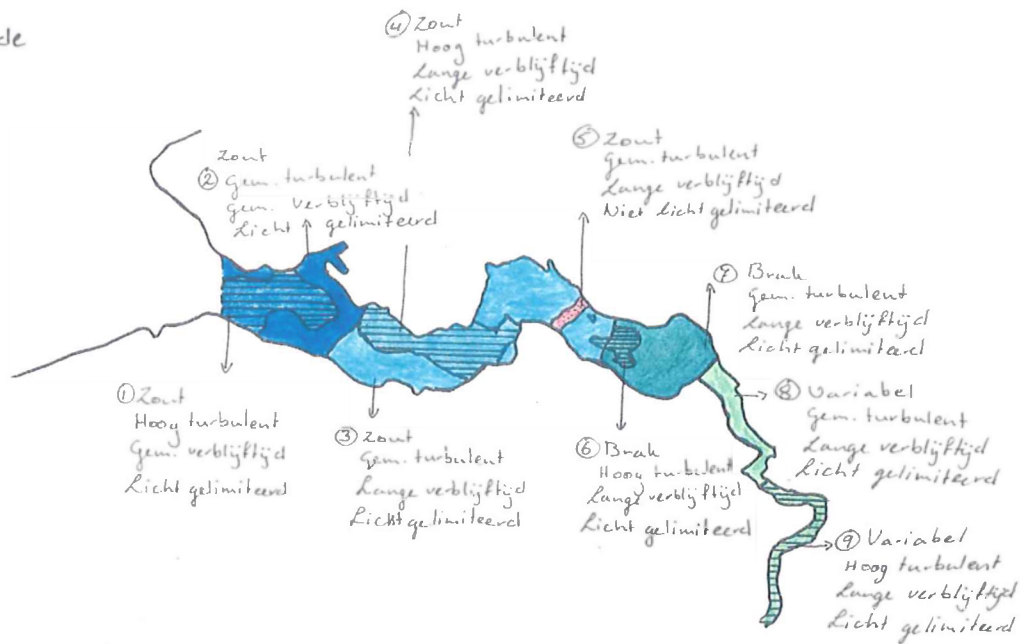 de
④ Zout
Hoog turbulent
Lange verblijftijd
Licht gelimiteerd
Zout
② Gem. turbulent
gem. verblijftijd
Licht gelimiteerd
⑤ Zout
Gem. turbulent
Lange verblijftijd
Niet licht gelimiteerd
⑦ Brak
Gem. turbulent
Lange verblijftijd
Licht gelimiteerd
① Zout
Hoog turbulent
Gem. verblijftijd
Licht gelimiteerd
③ Zout
Gem. turbulent
Lange verblijftijd
Licht gelimiteerd
⑥ Brak
Hoog turbulent
Lange verblijftijd
Licht gelimiteerd
⑧ Variabel
Gem. turbulent
Lange verblijftijd
Licht gelimiteerd
⑨ Variabel
Hoog turbulent
Lange verblijftijd
Licht gelimiteerd